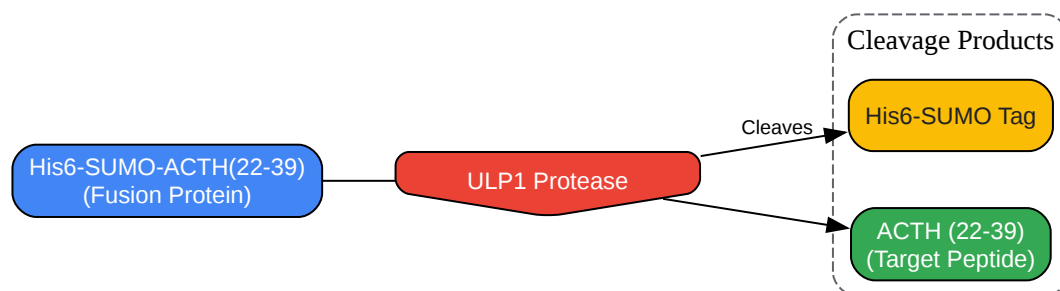 Cleavage Products
His6-SUMO Tag
Cleaves
His6-SUMO-ACTH(22-39)
(Fusion Protein)
ULP1 Protease
ACTH (22-39)
(Target Peptide)